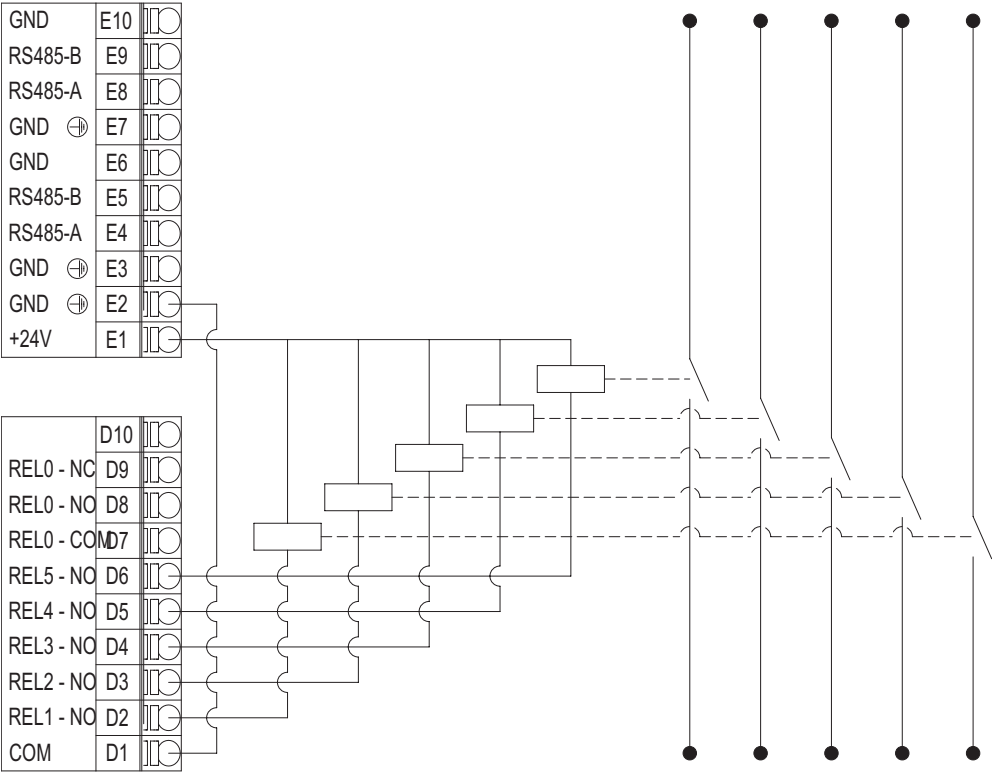 GND E10
RS485-B E9
RS485-A E8
GND E7
GND E6
RS485-B E5
RS485-A E4
GND E3
GND E2
+24V E1
D10
REL0 - NC D9
REL0 - NO D8
REL0 - COM D7
REL5 - NO D6
REL4 - NO D5
REL3 - NO D4
REL2 - NO D3
REL1 - NO D2
COM D1